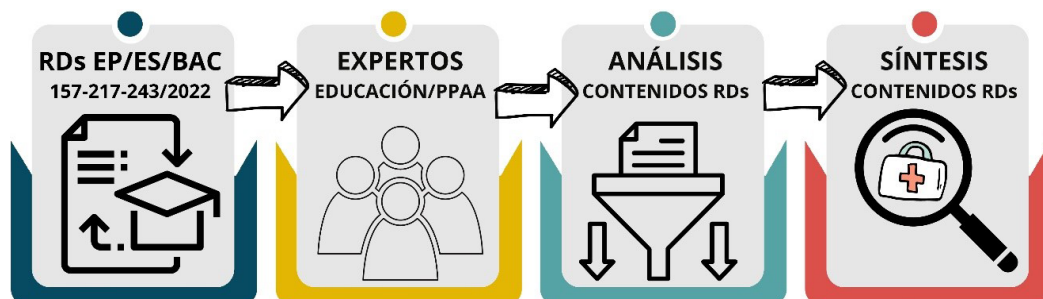 RDs EP/ES/BAC
157-217-243/2022
EXPERTOS
EDUCACIÓN/PPAA
ANÁLISIS
CONTENIDOS RDs
SÍNTESIS
CONTENIDOS RDs